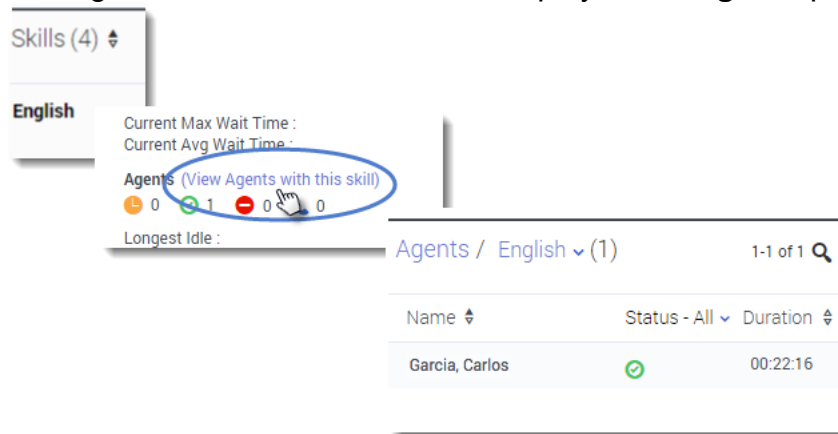 Skills (4)
English
Current Max Wait Time :
Current Avg Wait Time :
Agents (View Agents with this skill)
0 1 0 0
Longest Idle :
Agents / English (1) 1-1 of 1
Name Status - All Duration
Garcia, Carlos 00:22:16